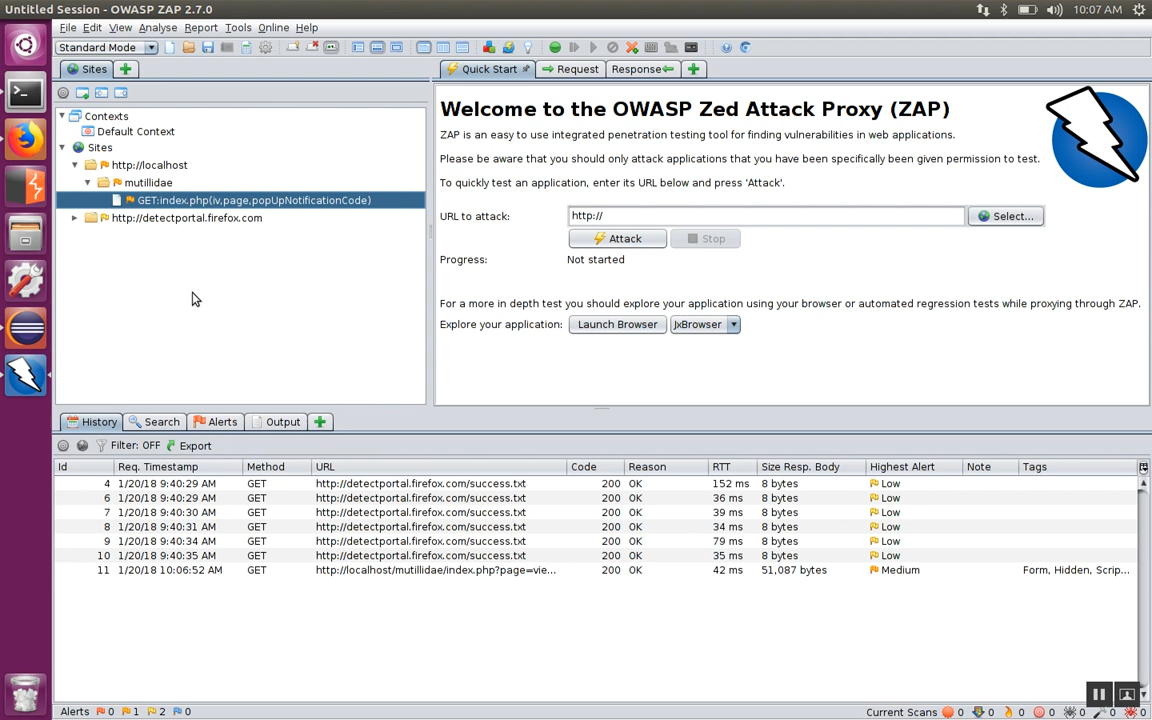 Untitled Session - OWASP ZAP 2.7.0
10:07 AM
File Edit View Analyse Report Tools Online Help
Standard Mode
Sites
Quick Start
Request
Response
Contexts
Default Context
Sites
http://localhost
mutillidae
GET:index.php(iv,page,popUpNotificationCode)
http://detectportal.firefox.com
Welcome to the OWASP Zed Attack Proxy (ZAP)
ZAP is an easy to use integrated penetration testing tool for finding vulnerabilities in web applications.
Please be aware that you should only attack applications that you have been specifically been given permission to test.
To quickly test an application, enter its URL below and press 'Attack'.
URL to attack: http:// Select...
Attack Stop
Progress: Not started
For a more in depth test you should explore your application using your browser or automated regression tests while proxying through ZAP.
Explore your application: Launch Browser JxBrowser
History Search Alerts Output
Filter: OFF Export
Id Req. Timestamp Method URL Code Reason RTT Size Resp. Body Highest Alert Note Tags
4 1/20/18 9:40:29 AM GET http://detectportal.firefox.com/success.txt 200 OK 152 ms 8 bytes Low
6 1/20/18 9:40:29 AM GET http://detectportal.firefox.com/success.txt 200 OK 36 ms 8 bytes Low
7 1/20/18 9:40:30 AM GET http://detectportal.firefox.com/success.txt 200 OK 39 ms 8 bytes Low
8 1/20/18 9:40:31 AM GET http://detectportal.firefox.com/success.txt 200 OK 34 ms 8 bytes Low
9 1/20/18 9:40:34 AM GET http://detectportal.firefox.com/success.txt 200 OK 79 ms 8 bytes Low
10 1/20/18 9:40:35 AM GET http://detectportal.firefox.com/success.txt 200 OK 35 ms 8 bytes Low
11 1/20/18 10:06:52 AM GET http://localhost/mutillidae/index.php?page=vie... 200 OK 42 ms 51,087 bytes Medium Form, Hidden, Scrip...
Alerts 0 1 2 0 Current Scans 0 0 0 0 0 0 0